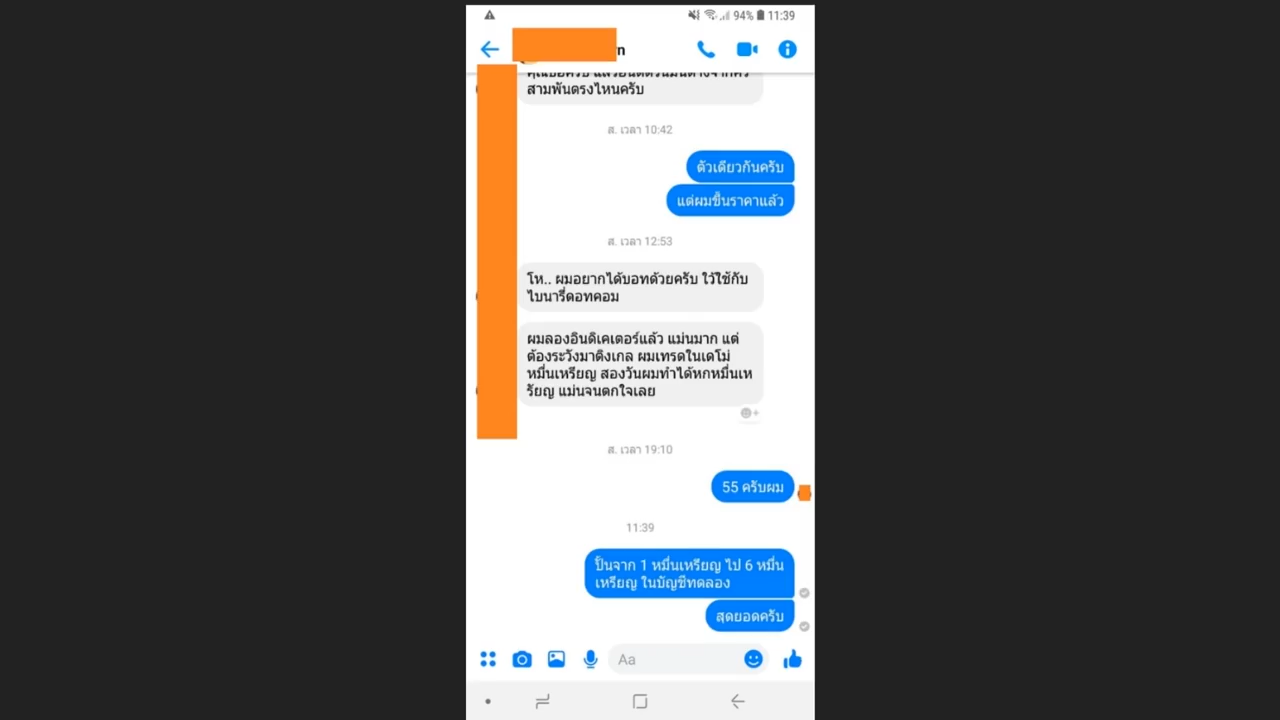 94% 11:39
n
สามพันตรงไหนครับ
ส. เวลา 10:42
ตัวเดียวกันครับ
แต่ผมขึ้นราคาแล้ว
ส. เวลา 12:53
โห.. ผมอยากได้บอทด้วยครับ ใว้ใช้กับ
ไบนารี่ดอทคอม
ผมลองอินดิเคเตอร์แล้ว แม่นมาก แต่
ต้องระวังมาติงเกล ผมเทรดในเดโม่
หมื่นเหรียญ สองวันผมทำได้หกหมื่นเห
รียญ แม่นจนตกใจเลย
ส. เวลา 19:10
55 ครับผม
11:39
ปั้นจาก 1 หมื่นเหรียญ ไป 6 หมื่น
เหรียญ ในบัญชีทดลอง
สุดยอดครับ
Aa